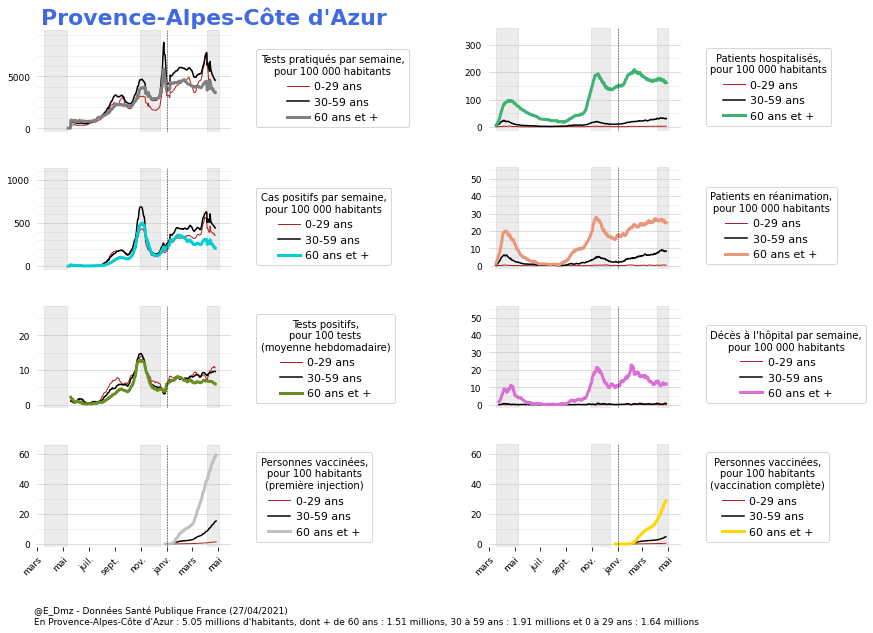 Provence-Alpes-Côte d'Azur
5000
0
Tests pratiqués par semaine,
pour 100 000 habitants
0-29 ans
30-59 ans
60 ans et +
300
200
100
0
Patients hospitalisés,
pour 100 000 habitants
0-29 ans
30-59 ans
60 ans et +
1000
500
0
Cas positifs par semaine,
pour 100 000 habitants
0-29 ans
30-59 ans
60 ans et +
50
40
30
20
10
0
Patients en réanimation,
pour 100 000 habitants
0-29 ans
30-59 ans
60 ans et +
20
10
0
Tests positifs,
pour 100 tests
(moyenne hebdomadaire)
0-29 ans
30-59 ans
60 ans et +
50
40
30
20
10
0
Décès à l'hôpital par semaine,
pour 100 000 habitants
0-29 ans
30-59 ans
60 ans et +
60
40
20
0
mars
mai
juil.
sept.
nov.
janv.
mars
mai
Personnes vaccinées,
pour 100 habitants
(première injection)
0-29 ans
30-59 ans
60 ans et +
60
40
20
0
mars
mai
juil.
sept.
nov.
janv.
mars
mai
Personnes vaccinées,
pour 100 habitants
(vaccination complète)
0-29 ans
30-59 ans
60 ans et +
@E_Dmz - Données Santé Publique France (27/04/2021)
En Provence-Alpes-Côte d'Azur : 5.05 millions d'habitants, dont + de 60 ans : 1.51 millions, 30 à 59 ans : 1.91 millions et 0 à 29 ans : 1.64 millions